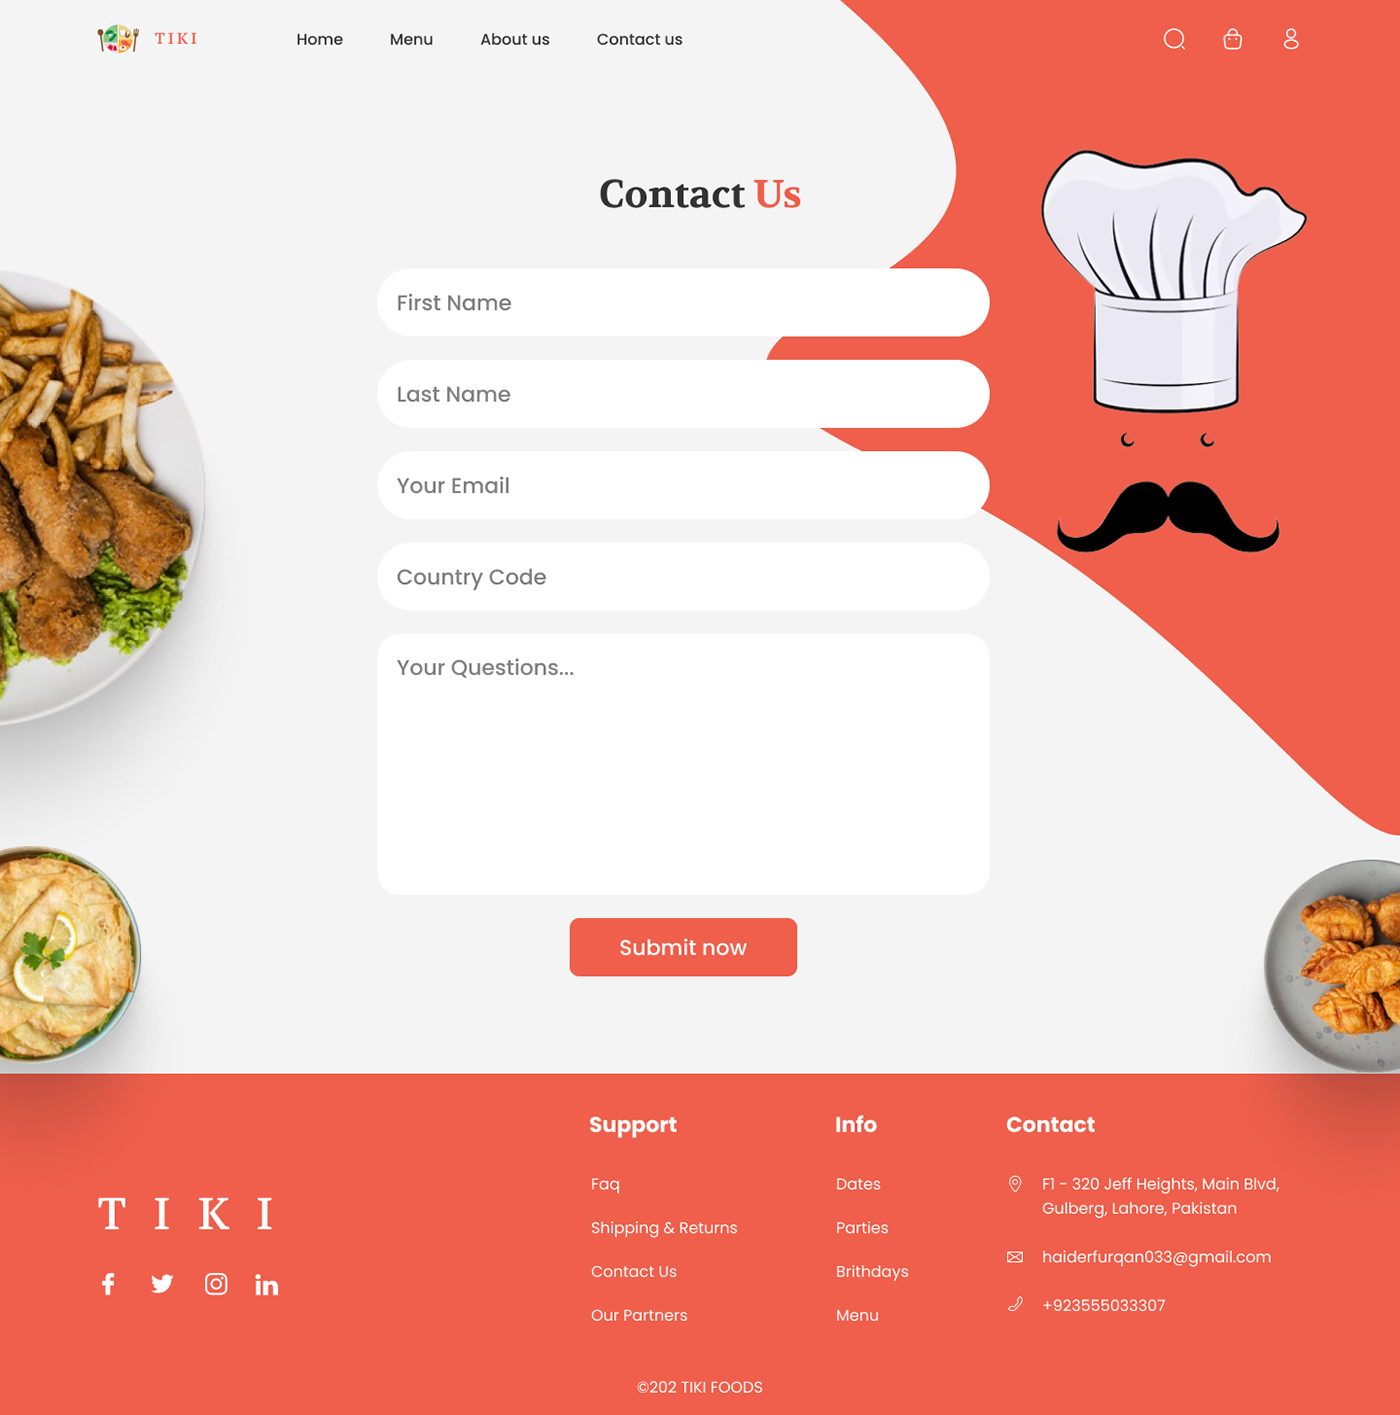 TIKI
Home
Menu
About us
Contact us
Contact Us
First Name
Last Name
Your Email
Country Code
Your Questions...
Submit now
TIKI
Support
Faq
Shipping & Returns
Contact Us
Our Partners
Info
Dates
Parties
Brithdays
Menu
Contact
F1 - 320 Jeff Heights, Main Blvd,
Gulberg, Lahore, Pakistan
haiderfurqan033@gmail.com
+923555033307
©202 TIKI FOODS